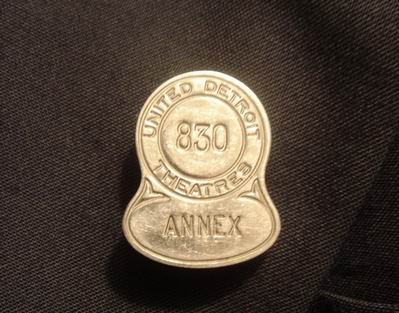 UNITED DETROIT
830
THEATRES
ANNEX